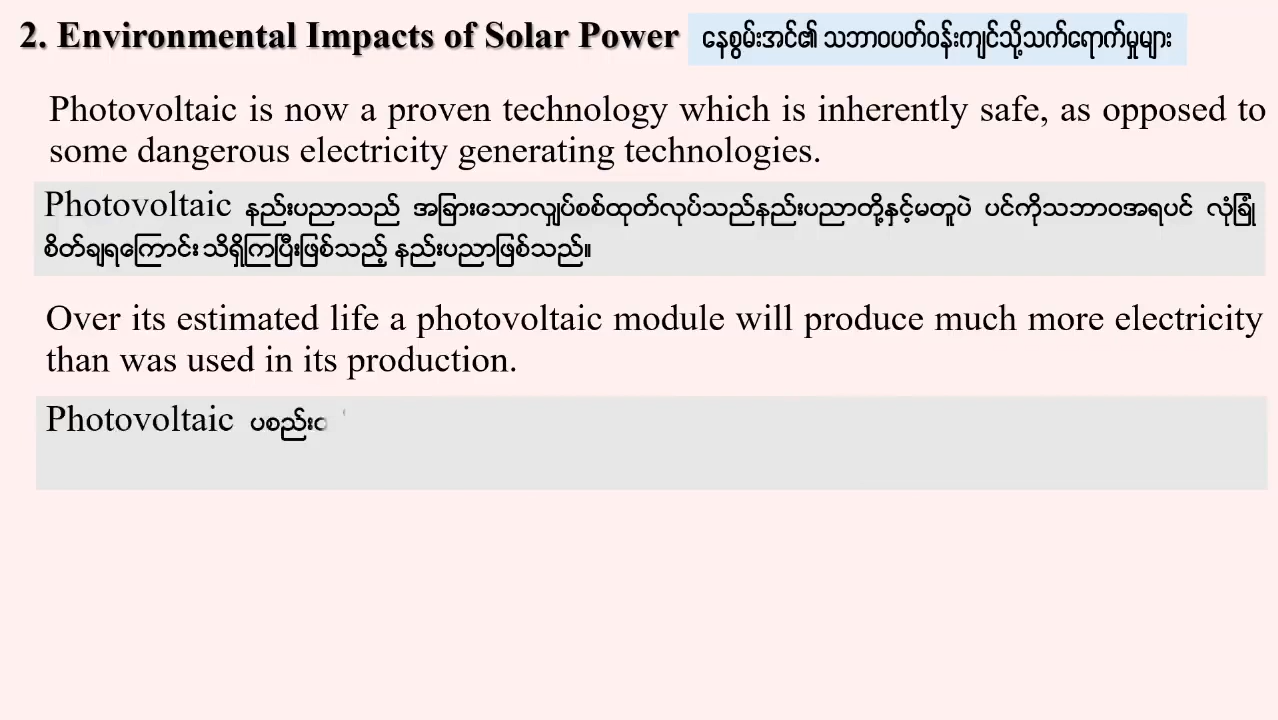 2. Environmental Impacts of Solar Power နေစွမ်းအင်၏ သဘာဝပတ်ဝန်းကျင်သို့သက်ရောက်မှုများ
Photovoltaic is now a proven technology which is inherently safe, as opposed to
some dangerous electricity generating technologies.
Photovoltaic နည်းပညာသည် အခြားသောလျှပ်စစ်ထုတ်လုပ်သည်နည်းပညာတို့နှင့်မတူပဲ ပင်ကိုသဘာဝအရပင် လုံခြုံ
စိတ်ချရကြောင်း သိရှိကြပြီးဖြစ်သည့် နည်းပညာဖြစ်သည်။
Over its estimated life a photovoltaic module will produce much more electricity
than was used in its production.
Photovoltaic ပစည်း